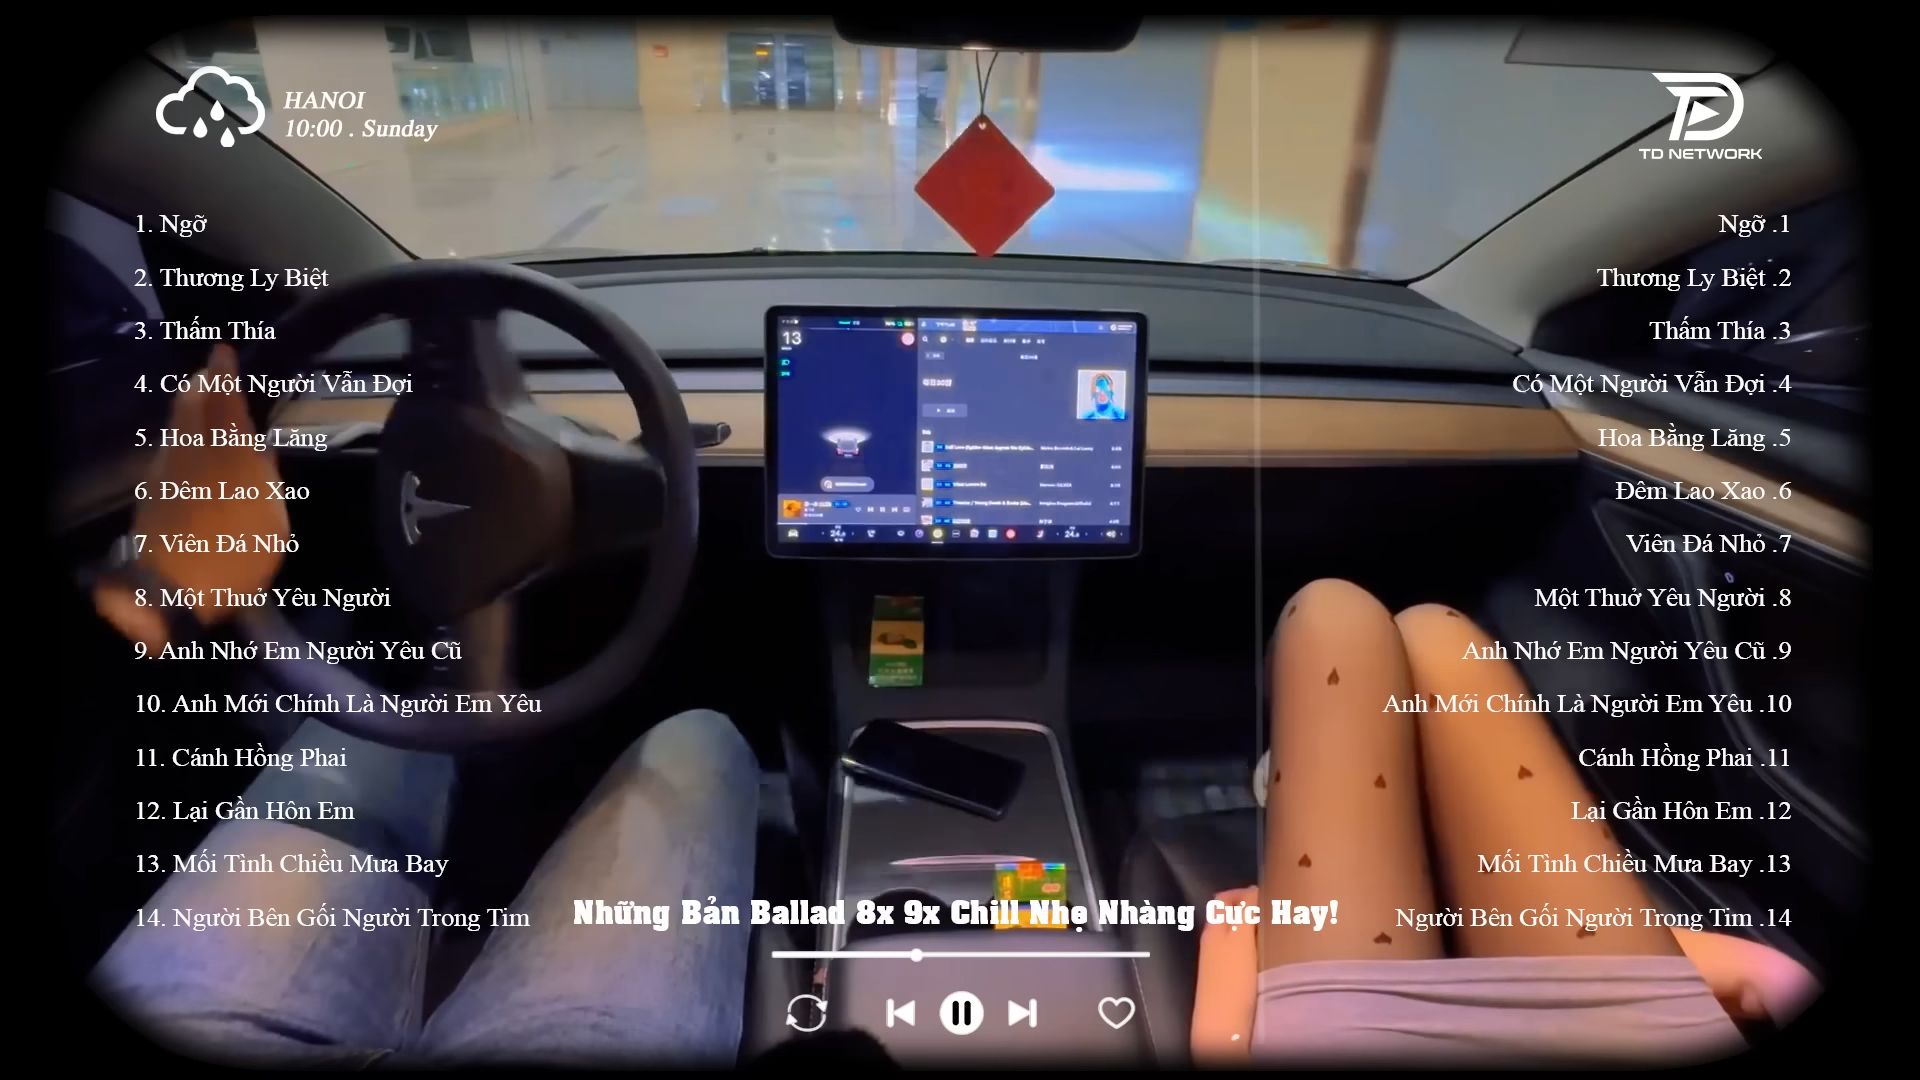 HANOI
10:00 . Sunday
TD NETWORK
1. Ngỡ
2. Thương Ly Biệt
3. Thấm Thía
4. Có Một Người Vẫn Đợi
5. Hoa Bằng Lăng
6. Đêm Lao Xao
7. Viên Đá Nhỏ
8. Một Thuở Yêu Người
9. Anh Nhớ Em Người Yêu Cũ
10. Anh Mới Chính Là Người Em Yêu
11. Cánh Hồng Phai
12. Lại Gần Hôn Em
13. Mối Tình Chiều Mưa Bay
14. Người Bên Gối Người Trong Tim
Ngỡ .1
Thương Ly Biệt .2
Thấm Thía .3
Có Một Người Vẫn Đợi .4
Hoa Bằng Lăng .5
Đêm Lao Xao .6
Viên Đá Nhỏ .7
Một Thuở Yêu Người .8
Anh Nhớ Em Người Yêu Cũ .9
Anh Mới Chính Là Người Em Yêu .10
Cánh Hồng Phai .11
Lại Gần Hôn Em .12
Mối Tình Chiều Mưa Bay .13
Người Bên Gối Người Trong Tim .14
13
Những Bản Ballad 8x 9x Chill Nhẹ Nhàng Cực Hay!